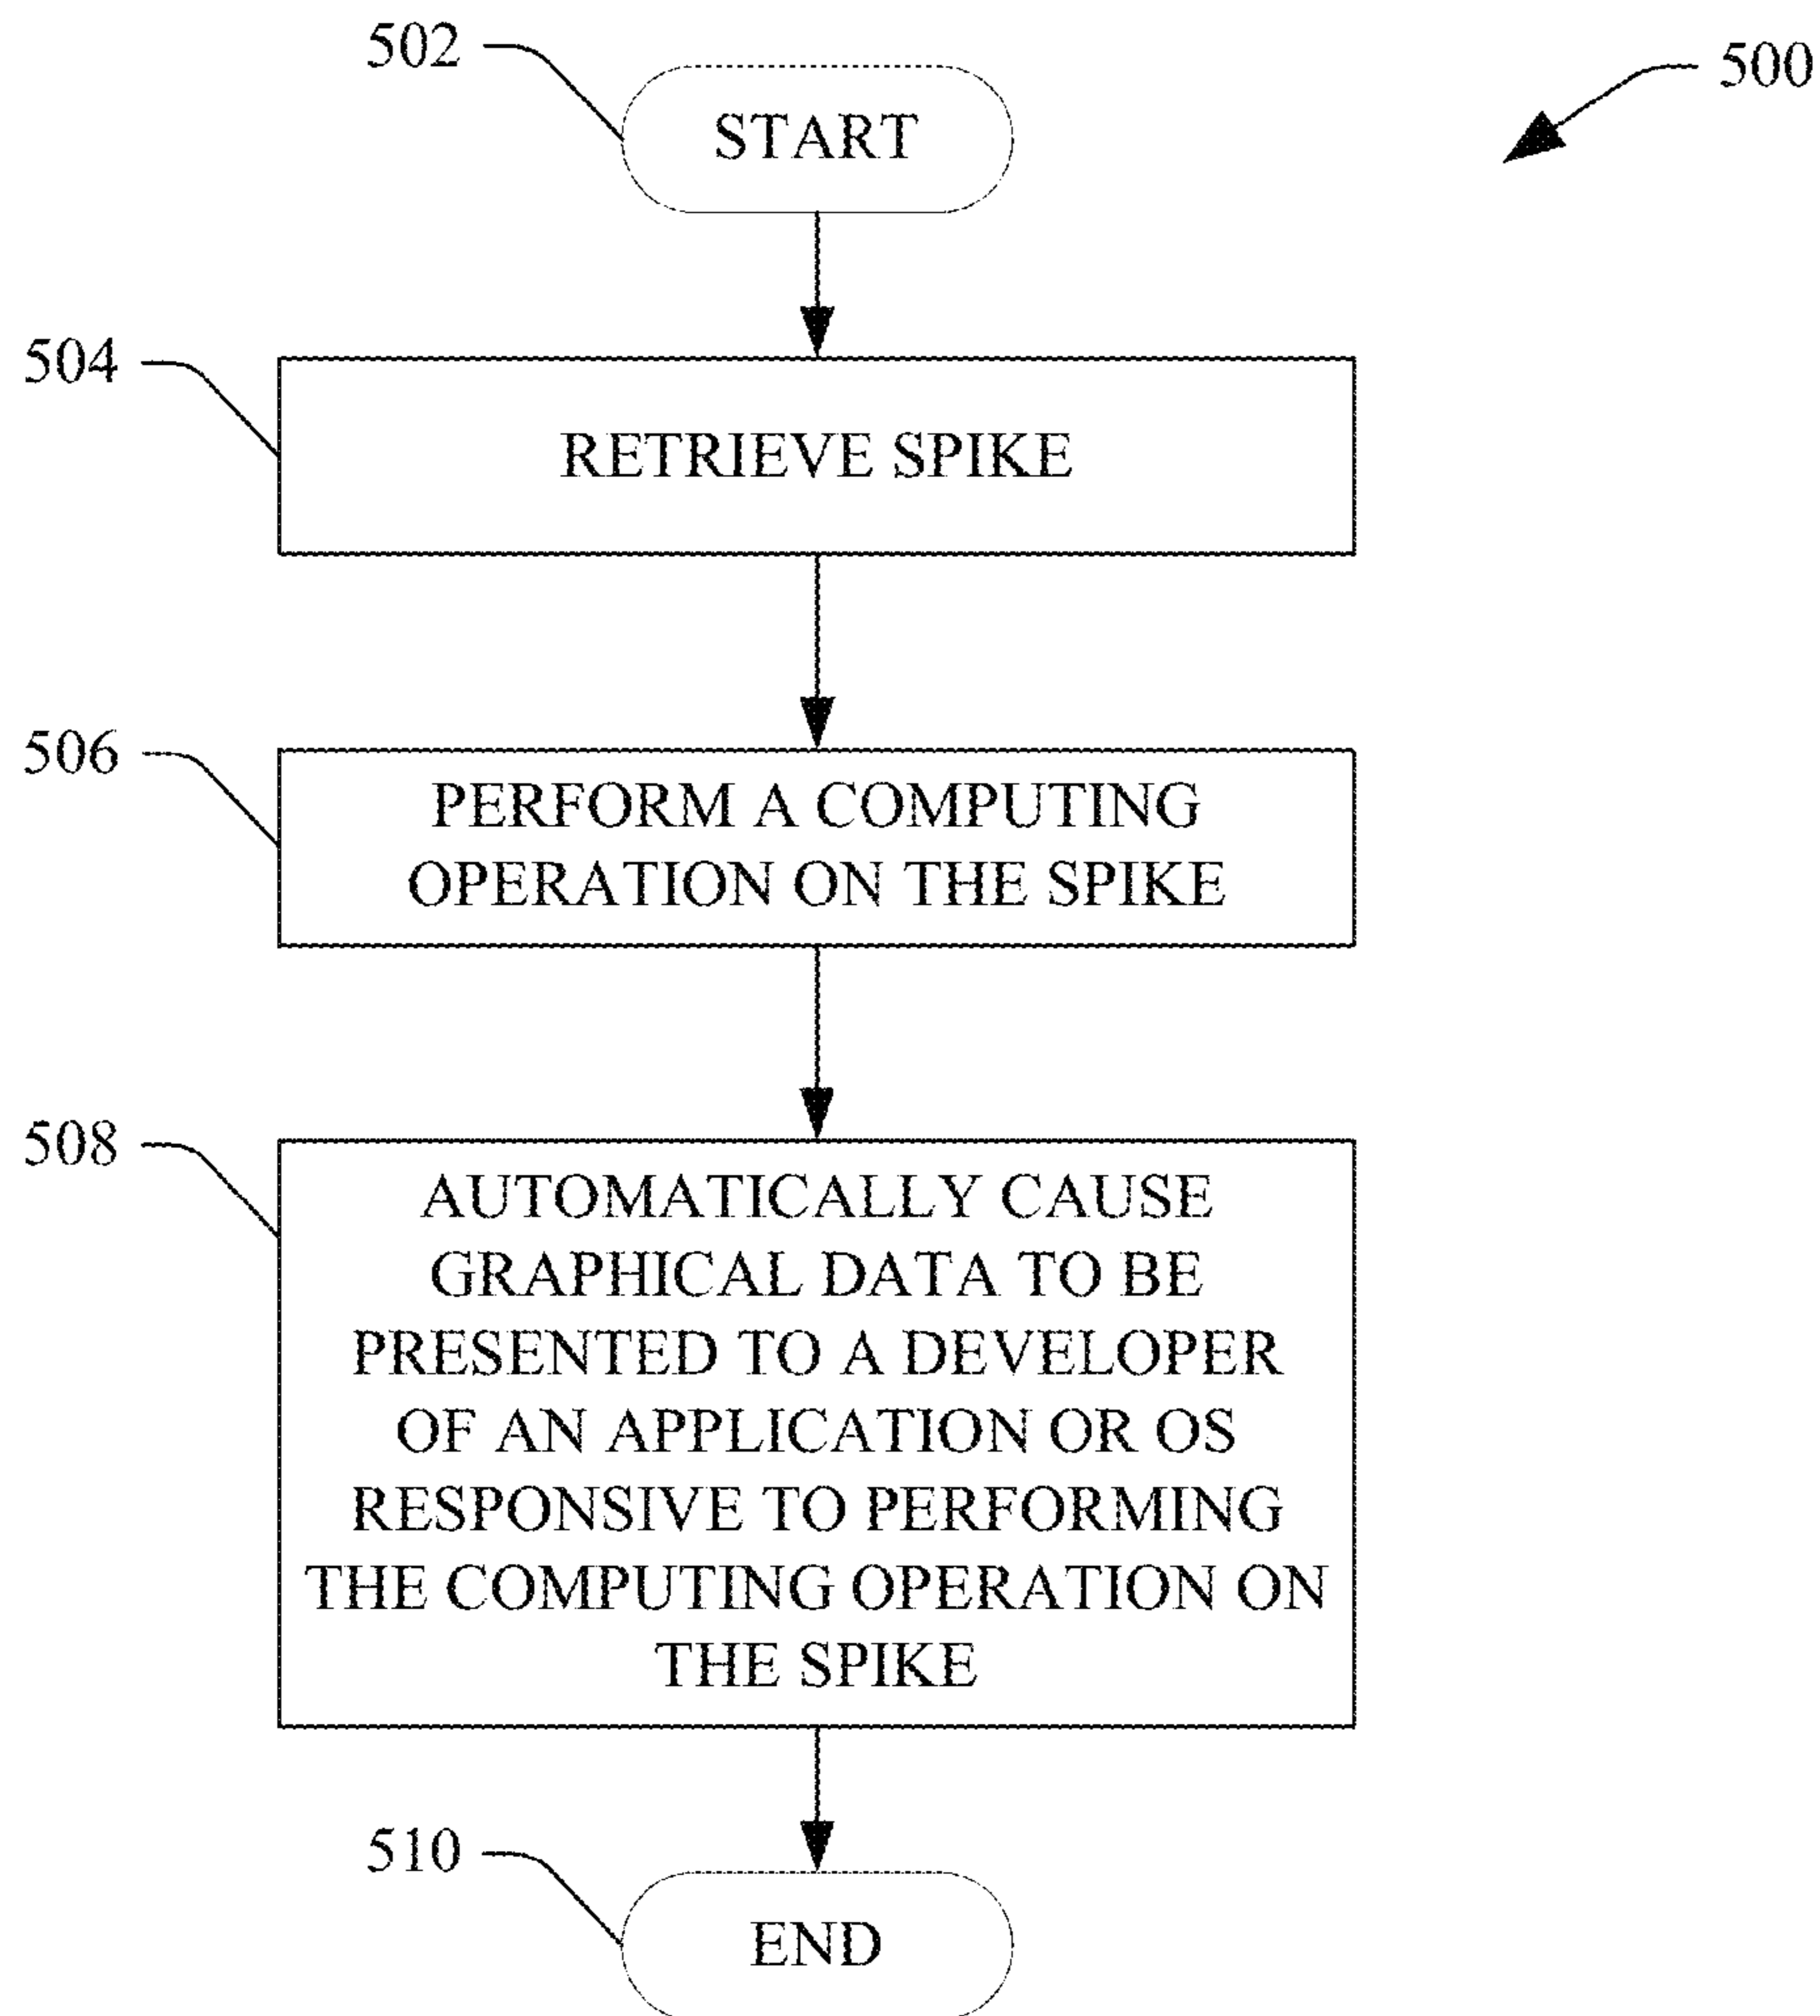 502
START
500
504
RETRIEVE SPIKE
506
PERFORM A COMPUTING
OPERATION ON THE SPIKE
508
AUTOMATICALLY CAUSE
GRAPHICAL DATA TO BE
PRESENTED TO A DEVELOPER
OF AN APPLICATION OR OS
RESPONSIVE TO PERFORMING
THE COMPUTING OPERATION ON
THE SPIKE
510
END